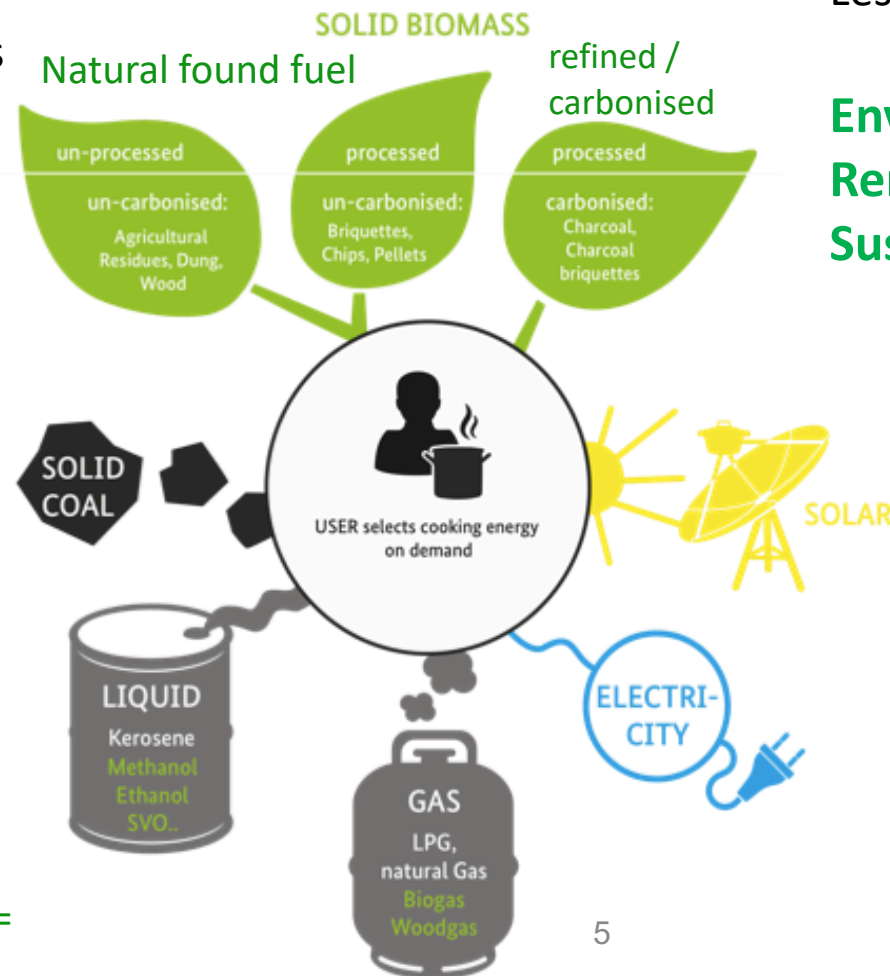 SOLID BIOMASS
Natural found fuel
refined /
carbonised
un-processed
un-carbonised:
Agricultural
Residues, Dung,
Wood
processed
un-carbonised:
Briquettes,
Chips, Pellets
processed
carbonised:
Charcoal,
Charcoal
briquettes
SOLID
COAL
USER selects cooking energy
on demand
SOLAR
LIQUID
Kerosene
Methanol
Ethanol
SVO..
GAS
LPG,
natural Gas
Biogas
Woodgas
ELECTRI-
CITY
=
5